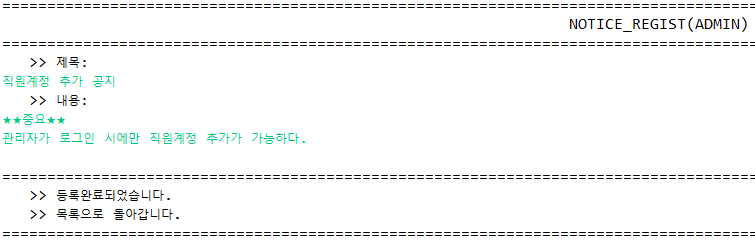 ================================================================================
NOTICE_REGIST(ADMIN)
================================================================================
>> 제목:
직원계정 추가 공지
>> 내용:
★★중요★★
관리자가 로그인 시에만 직원계정 추가가 가능하다.
================================================================================
>> 등록완료되었습니다.
>> 목록으로 돌아갑니다.
================================================================================